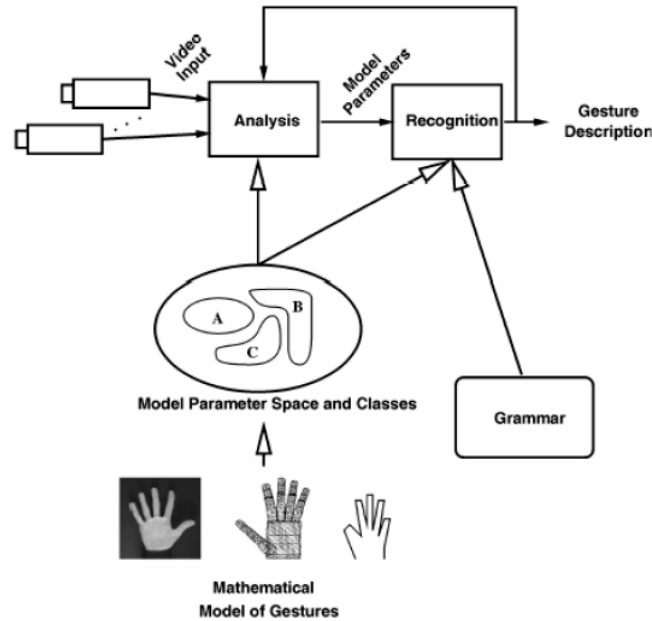 Video
Input
Model
Parameters
Analysis
Recognition
Gesture
Description
A
B
C
Model Parameter Space and Classes
Grammar
Mathematical
Model of Gestures